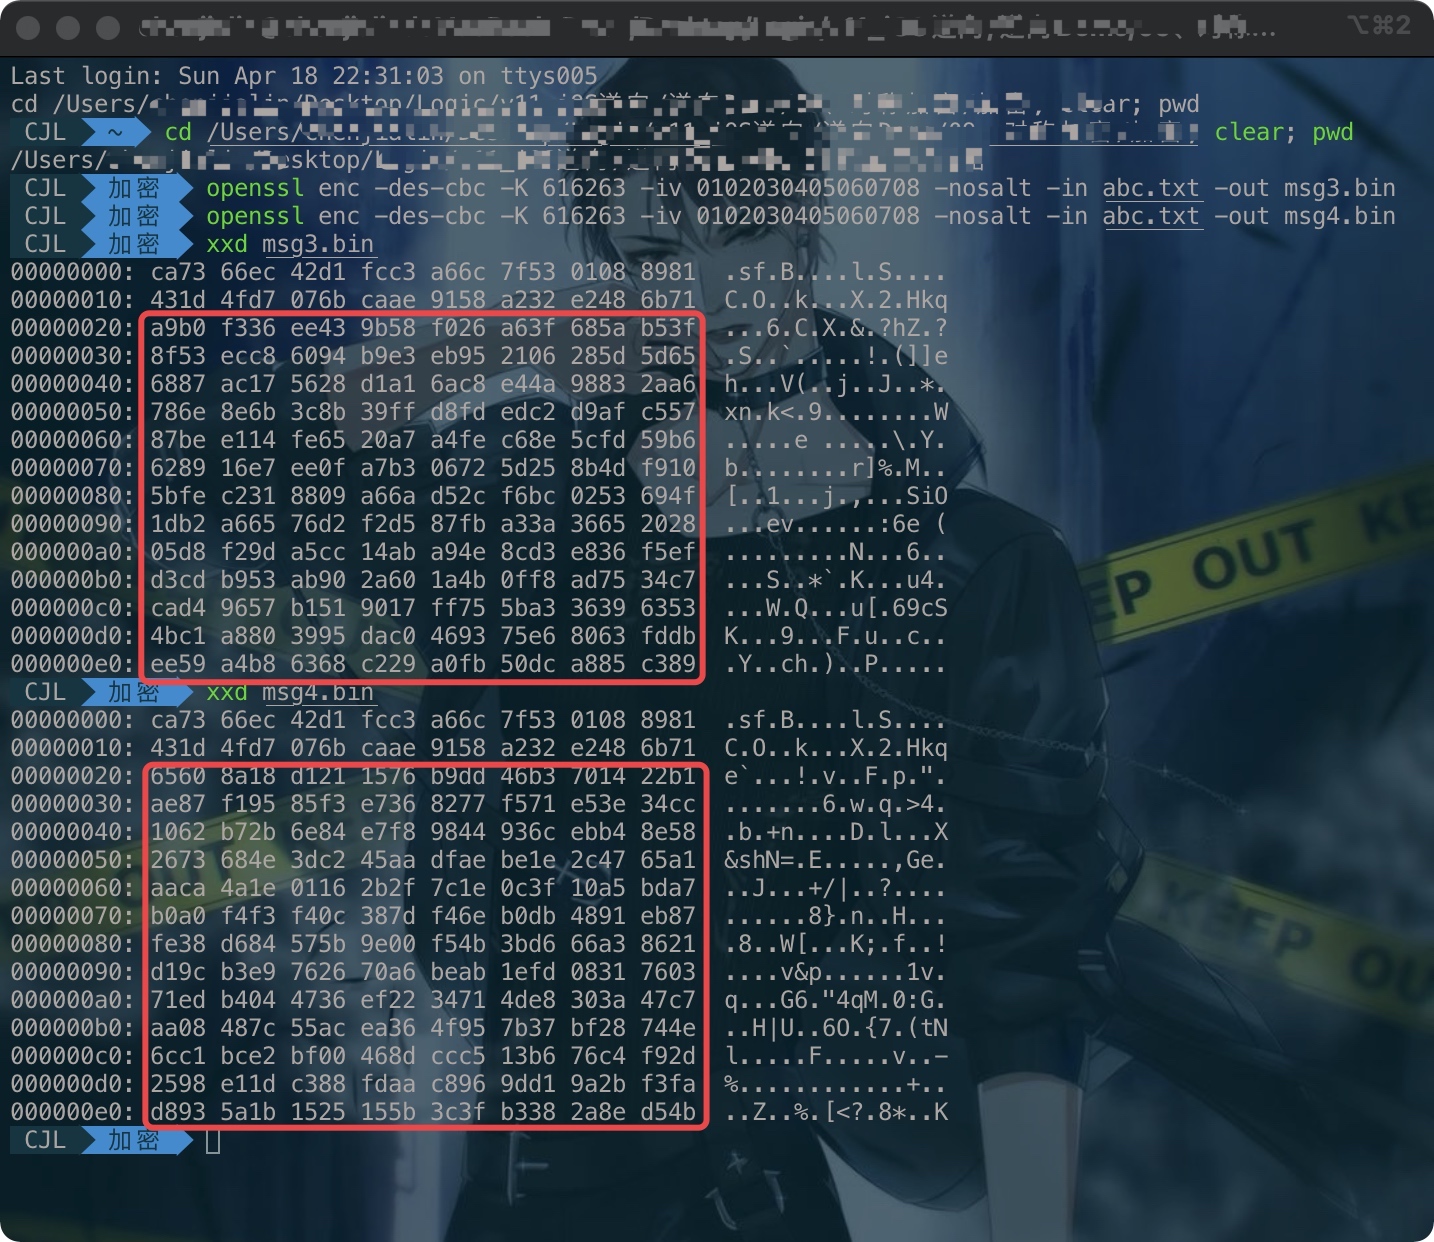 ⌥⌘2
Last login: Sun Apr 18 22:31:03 on ttys005
cd /Users/ clear; pwd
CJL ~ cd /Users/ clear; pwd
/Users/
CJL 加密 openssl enc -des-cbc -K 616263 -iv 0102030405060708 -nosalt -in abc.txt -out msg3.bin
CJL 加密 openssl enc -des-cbc -K 616263 -iv 0102030405060708 -nosalt -in abc.txt -out msg4.bin
CJL 加密 xxd msg3.bin
00000000: ca73 66ec 42d1 fcc3 a66c 7f53 0108 8981 .sf.B....l.S....
00000010: 431d 4fd7 076b caae 9158 a232 e248 6b71 C.O..k...X.2.Hkq
00000020: a9b0 f336 ee43 9b58 f026 a63f 685a b53f ...6.C.X.&.?hZ.?
00000030: 8f53 ecc8 6094 b9e3 eb95 2106 285d 5d65 .S..`.....!.(]]e
00000040: 6887 ac17 5628 d1a1 6ac8 e44a 9883 2aa6 h...V(..j..J..*.
00000050: 786e 8e6b 3c8b 39ff d8fd edc2 d9af c557 xn.k<.9........W
00000060: 87be e114 fe65 20a7 a4fe c68e 5cfd 59b6 .....e .....\.Y.
00000070: 6289 16e7 ee0f a7b3 0672 5d25 8b4d f910 b........r]%.M..
00000080: 5bfe c231 8809 a66a d52c f6bc 0253 694f [..1...j.,...SiO
00000090: 1db2 a665 76d2 f2d5 87fb a33a 3665 2028 ...ev......:6e (
000000a0: 05d8 f29d a5cc 14ab a94e 8cd3 e836 f5ef .........N...6..
000000b0: d3cd b953 ab90 2a60 1a4b 0ff8 ad75 34c7 ...S..*`.K...u4.
000000c0: cad4 9657 b151 9017 ff75 5ba3 3639 6353 ...W.Q...u[.69cS
000000d0: 4bc1 a880 3995 dac0 4693 75e6 8063 fddb K...9...F.u..c..
000000e0: ee59 a4b8 6368 c229 a0fb 50dc a885 c389 .Y..ch.)..P.....
CJL 加密 xxd msg4.bin
00000000: ca73 66ec 42d1 fcc3 a66c 7f53 0108 8981 .sf.B....l.S....
00000010: 431d 4fd7 076b caae 9158 a232 e248 6b71 C.O..k...X.2.Hkq
00000020: 6560 8a18 d121 1576 b9dd 46b3 7014 22b1 e`...!.v..F.p.".
00000030: ae87 f195 85f3 e736 8277 f571 e53e 34cc .......6.w.q.>4.
00000040: 1062 b72b 6e84 e7f8 9844 936c ebb4 8e58 .b.+n....D.l...X
00000050: 2673 684e 3dc2 45aa dfae be1e 2c47 65a1 &shN=.E.....,Ge.
00000060: aaca 4a1e 0116 2b2f 7c1e 0c3f 10a5 bda7 ..J...+/|..?....
00000070: b0a0 f4f3 f40c 387d f46e b0db 4891 eb87 ......8}.n..H...
00000080: fe38 d684 575b 9e00 f54b 3bd6 66a3 8621 .8..W[...K;.f..!
00000090: d19c b3e9 7626 70a6 beab 1efd 0831 7603 ....v&p......1v.
000000a0: 71ed b404 4736 ef22 3471 4de8 303a 47c7 q...G6."4qM.0:G.
000000b0: aa08 487c 55ac ea36 4f95 7b37 bf28 744e ..H|U..6O.{7.(tN
000000c0: 6cc1 bce2 bf00 468d ccc5 13b6 76c4 f92d l.....F.....v..-
000000d0: 2598 e11d c388 fdaa c896 9dd1 9a2b f3fa %............+..
000000e0: d893 5a1b 1525 155b 3c3f b338 2a8e d54b ..Z..%.[<?.8*..K
CJL 加密
EP OUT KE
OUT
KEEP OU